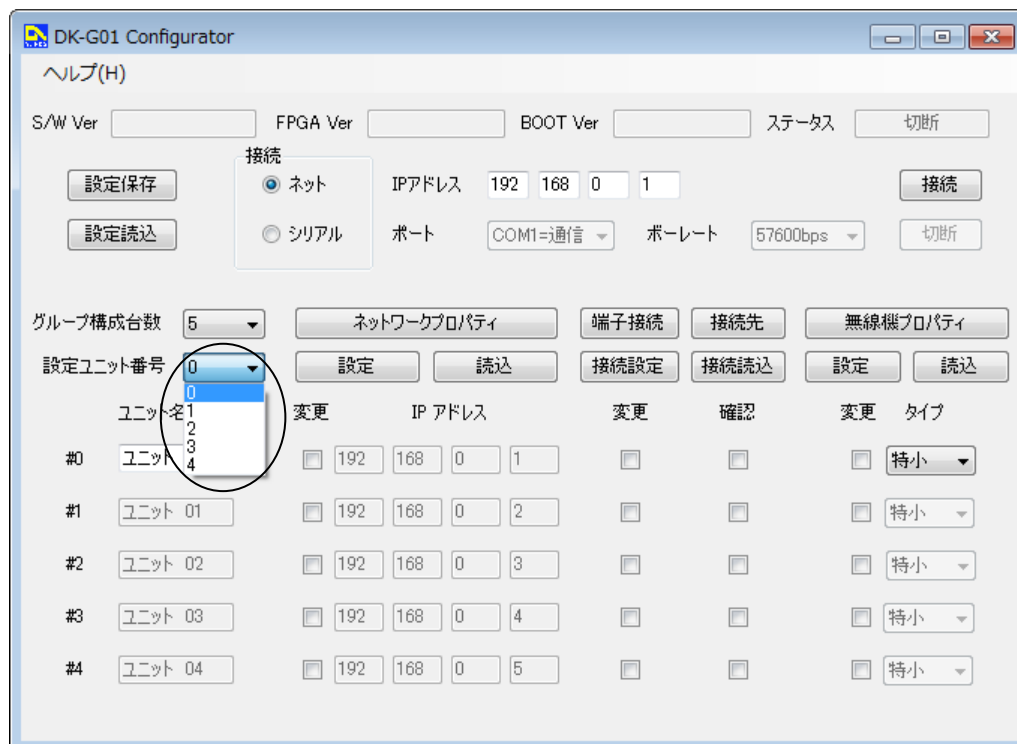 DK-G01 Configurator
ヘルプ(H)
S/W Ver FPGA Ver BOOT Ver ステータス 切断
接続
設定保存 ネット IPアドレス 192 168 0 1 接続
設定読込 シリアル ポート COM1=通信 ボーレート 57600bps 切断
グループ構成台数 5 ネットワークプロパティ 端子接続 接続先 無線機プロパティ
設定ユニット番号 0 設定 読込 接続設定 接続読込 設定 読込
0
1
2
3
4
ユニット名 変更 IP アドレス 変更 確認 変更 タイプ
#0 ユニット 192 168 0 1 特小
#1 ユニット 01 192 168 0 2 特小
#2 ユニット 02 192 168 0 3 特小
#3 ユニット 03 192 168 0 4 特小
#4 ユニット 04 192 168 0 5 特小